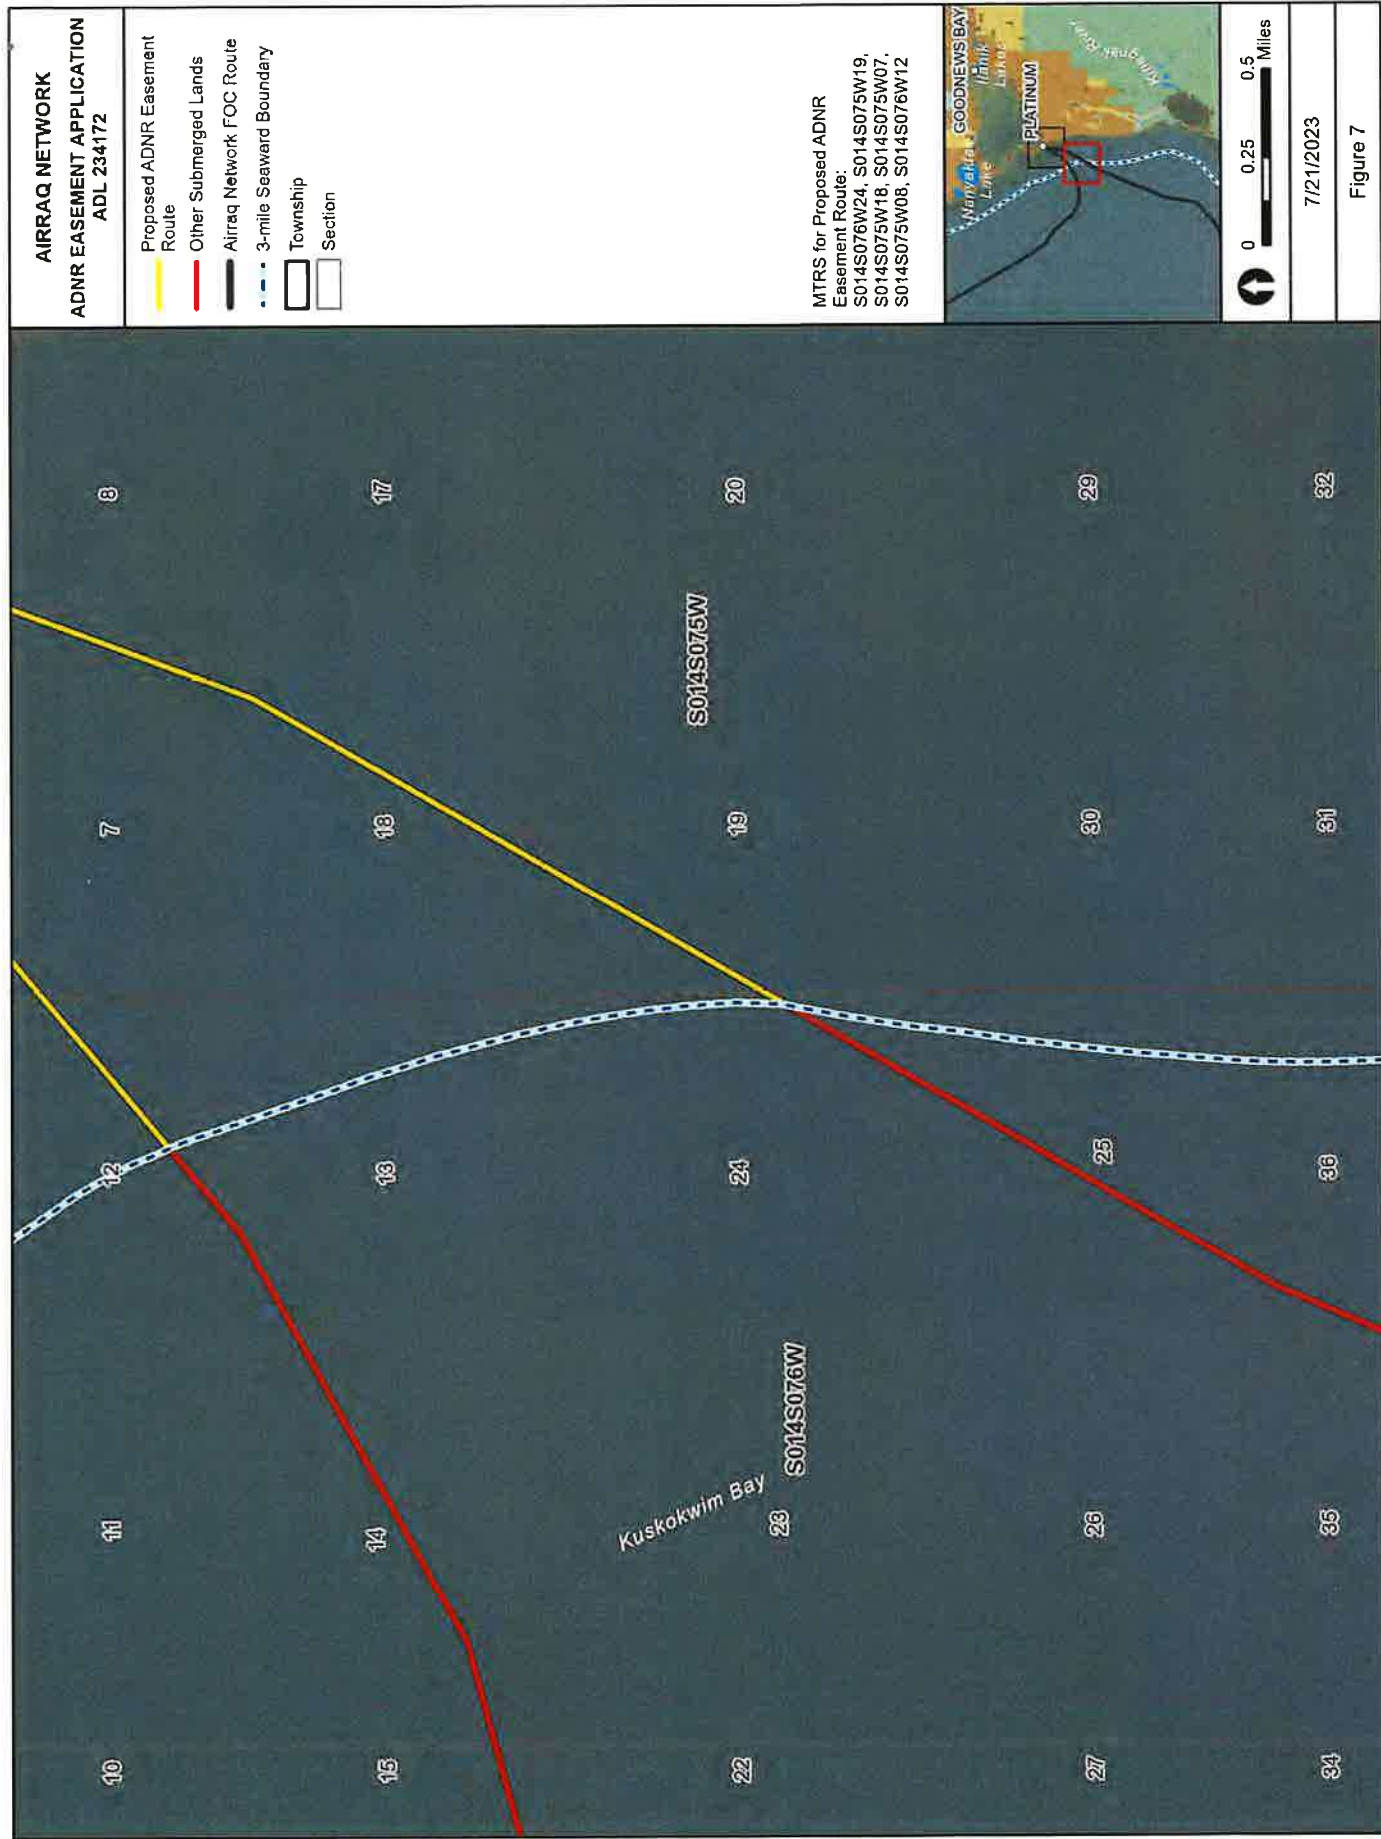 AIRRAQ NETWORK
ADNR EASEMENT APPLICATION
ADL 234172
Proposed ADNR Easement
Route
Other Submerged Lands
Airraq Network FOC Route
3-mile Seaward Boundary
Township
Section
MTRS for Proposed ADNR
Easement Route:
S014S076W24, S014S075W19,
S014S075W18, S014S075W07,
S014S075W08, S014S076W12
GOODNEWS BAY
Nanyaktuk
Lake
PLATINUM
Lake
River
0 0.25 0.5
Miles
7/21/2023
Figure 7
10 11 12 7 8
15 14 13 18 17
Kuskokwim Bay
S014S075W
22 23 24 19 20
S014S076W
27 26 25 30 29
34 35 36 31 32